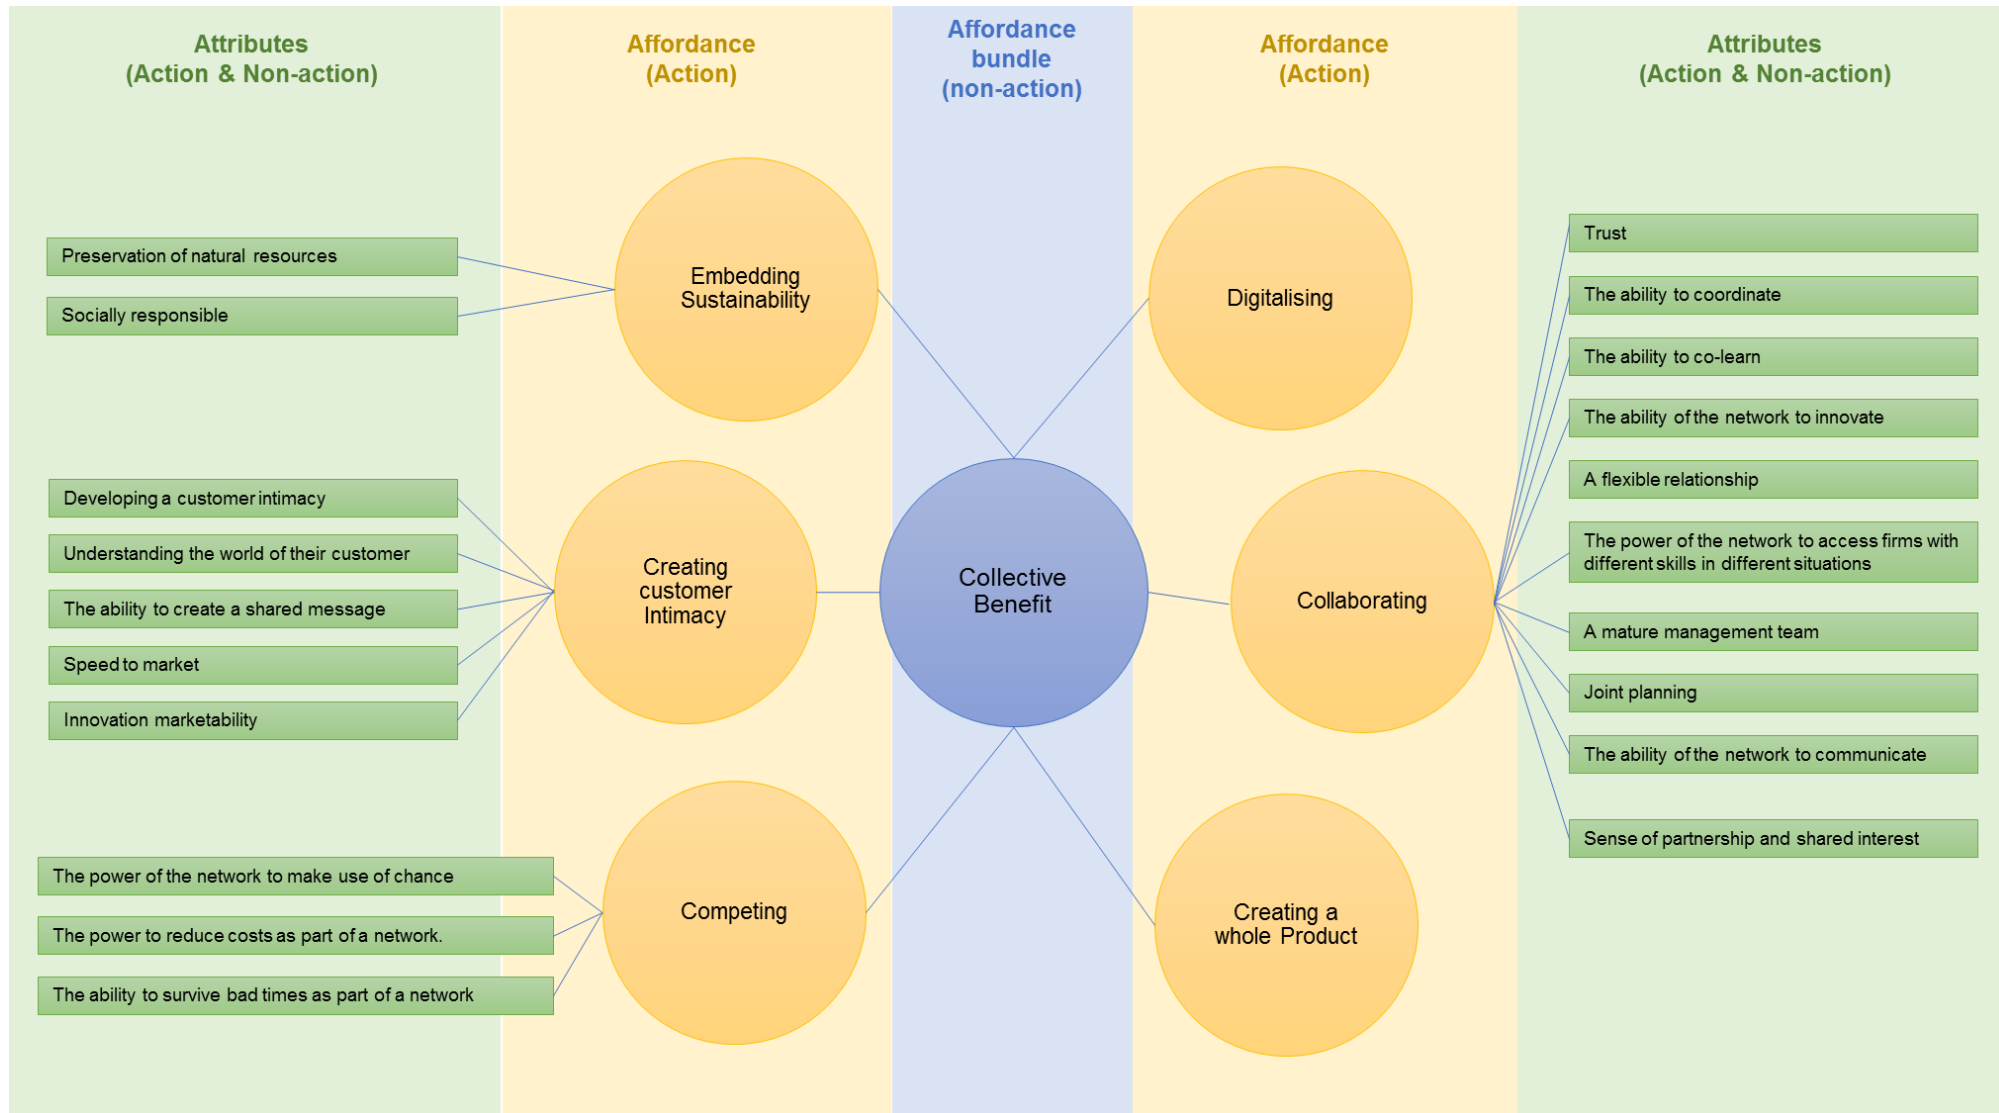 Attributes
(Action & Non-action)
Affordance
(Action)
Affordance
bundle
(non-action)
Affordance
(Action)
Attributes
(Action & Non-action)
Preservation of natural resources
Socially responsible
Developing a customer intimacy
Understanding the world of their customer
The ability to create a shared message
Speed to market
Innovation marketability
The power of the network to make use of chance
The power to reduce costs as part of a network.
The ability to survive bad times as part of a network
Embedding
Sustainability
Creating
customer
Intimacy
Competing
Collective
Benefit
Digitalising
Collaborating
Creating a
whole Product
Trust
The ability to coordinate
The ability to co-learn
The ability of the network to innovate
A flexible relationship
The power of the network to access firms with
different skills in different situations
A mature management team
Joint planning
The ability of the network to communicate
Sense of partnership and shared interest